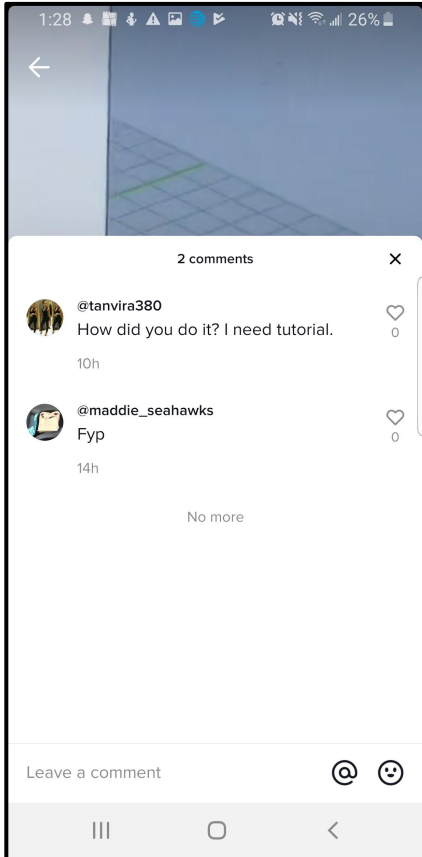 1:28 26%
2 comments
@tanvira380
How did you do it? I need tutorial.
0
10h
@maddie_seahawks
Fyp
0
14h
No more
Leave a comment